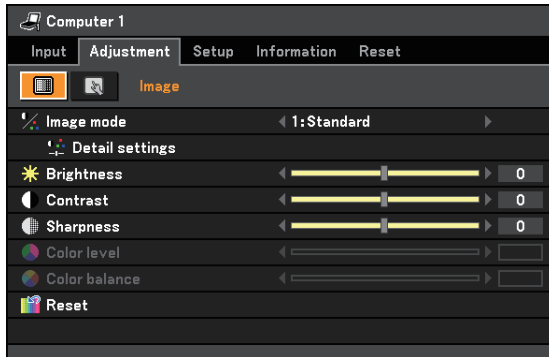 Computer 1
Input Adjustment Setup Information Reset
Image
Image mode 1:Standard
Detail settings
Brightness 0
Contrast 0
Sharpness 0
Color level
Color balance
Reset